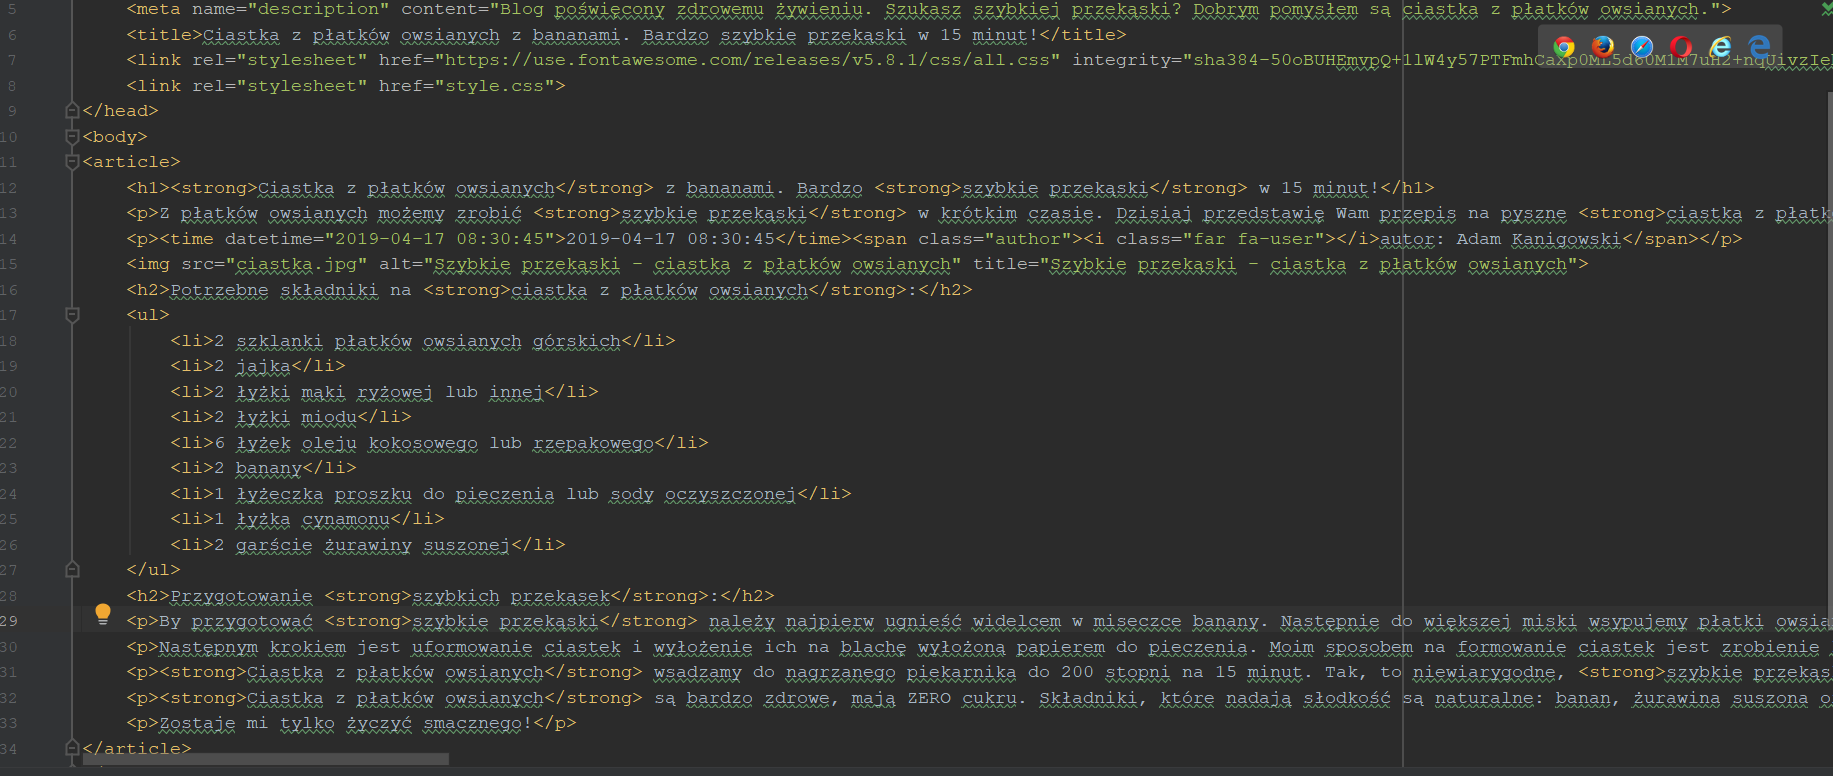 5 <meta name="description" content="Blog poświęcony zdrowemu żywieniu. Szukasz szybkiej przekąski? Dobrym pomysłem są ciastka z płatków owsianych.">
6 <title>Ciastka z płatków owsianych z bananami. Bardzo szybkie przekąski w 15 minut!</title>
7 <link rel="stylesheet" href="https://use.fontawesome.com/releases/v5.8.1/css/all.css" integrity="sha384-50oBUHEmvpQ+1lW4y57PTFmhCaXp0ML5d60M1M7uH2+nqUivzIe
8 <link rel="stylesheet" href="style.css">
9 </head>
10 <body>
11 <article>
12 <h1><strong>Ciastka z płatków owsianych</strong> z bananami. Bardzo <strong>szybkie przekąski</strong> w 15 minut!</h1>
13 <p>Z płatków owsianych możemy zrobić <strong>szybkie przekąski</strong> w krótkim czasie. Dzisiaj przedstawię Wam przepis na pyszne <strong>ciastka z płatk
14 <p><time datetime="2019-04-17 08:30:45">2019-04-17 08:30:45</time><span class="author"><i class="far fa-user"></i>autor: Adam Kanigowski</span></p>
15 <img src="ciastka.jpg" alt="Szybkie przekąski - ciastka z płatków owsianych" title="Szybkie przekąski - ciastka z płatków owsianych">
16 <h2>Potrzebne składniki na <strong>ciastka z płatków owsianych</strong>:</h2>
17 <ul>
18 <li>2 szklanki płatków owsianych górskich</li>
19 <li>2 jajka</li>
20 <li>2 łyżki mąki ryżowej lub innej</li>
21 <li>2 łyżki miodu</li>
22 <li>6 łyżek oleju kokosowego lub rzepakowego</li>
23 <li>2 banany</li>
24 <li>1 łyżeczka proszku do pieczenia lub sody oczyszczonej</li>
25 <li>1 łyżka cynamonu</li>
26 <li>2 garście żurawiny suszonej</li>
27 </ul>
28 <h2>Przygotowanie <strong>szybkich przekąsek</strong>:</h2>
29 <p>By przygotować <strong>szybkie przekąski</strong> należy najpierw ugnieść widelcem w miseczce banany. Następnie do większej miski wsypujemy płatki owsia
30 <p>Następnym krokiem jest uformowanie ciastek i wyłożenie ich na blachę wyłożoną papierem do pieczenia. Moim sposobem na formowanie ciastek jest zrobienie
31 <p><strong>Ciastka z płatków owsianych</strong> wsadzamy do nagrzanego piekarnika do 200 stopni na 15 minut. Tak, to niewiarygodne, <strong>szybkie przekąs
32 <p><strong>Ciastka z płatków owsianych</strong> są bardzo zdrowe, mają ZERO cukru. Składniki, które nadają słodkość są naturalne: banan, żurawina suszona o
33 <p>Zostaje mi tylko życzyć smacznego!</p>
34 </article>